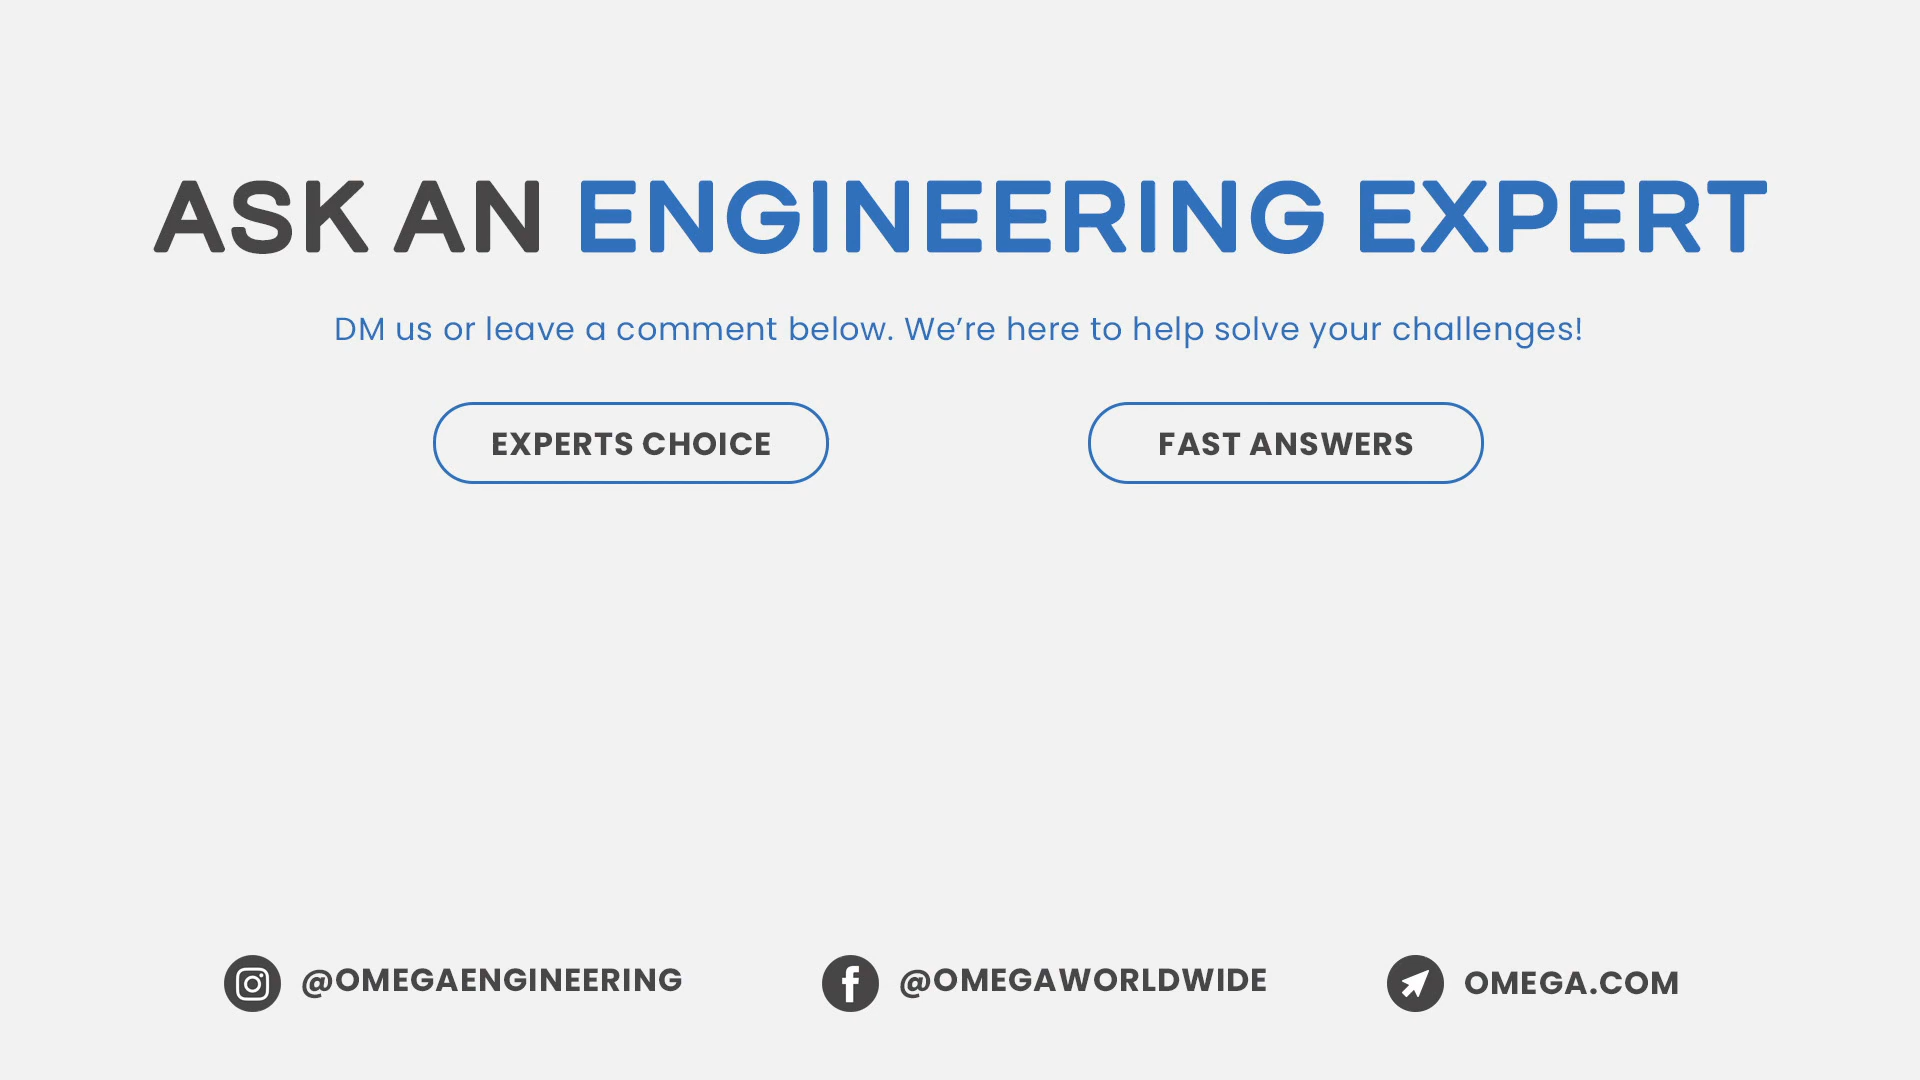 ASK AN ENGINEERING EXPERT
DM us or leave a comment below. We’re here to help solve your challenges!
EXPERTS CHOICE
FAST ANSWERS
@OMEGAENGINEERING
@OMEGAWORLDWIDE
OMEGA.COM